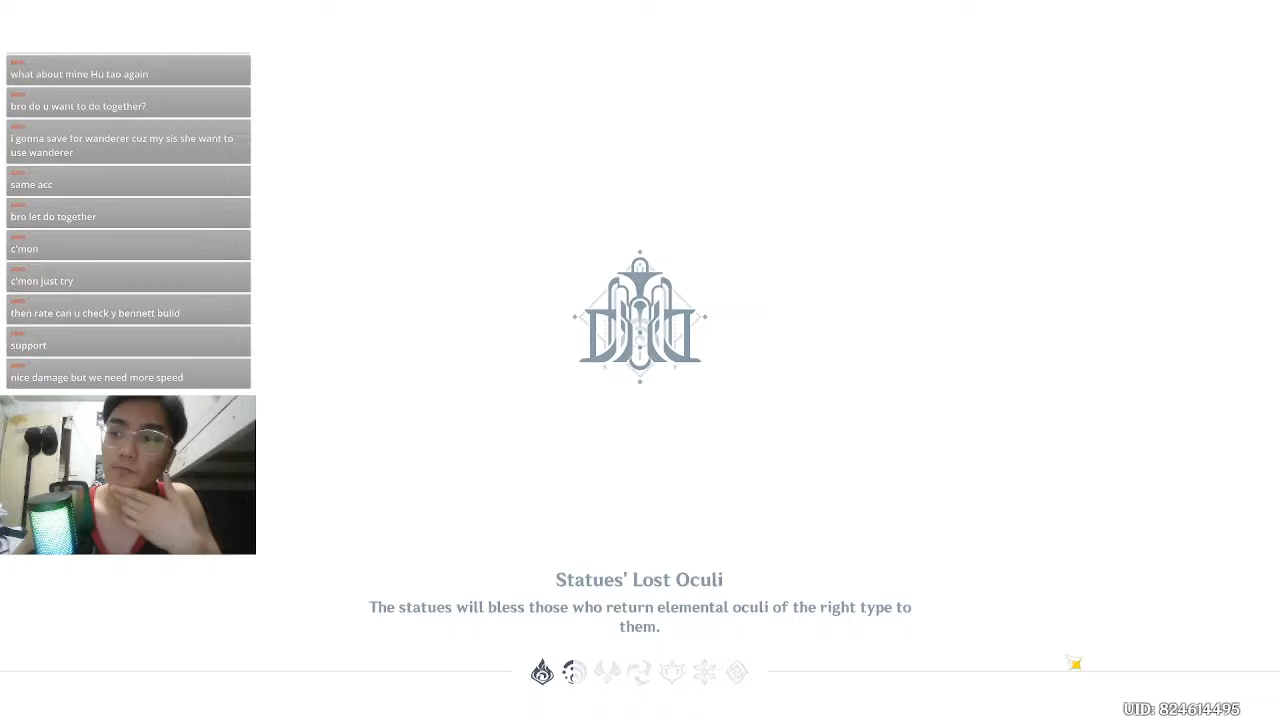 what about mine Hu tao again
bro do u want to do together?
i gonna save for wanderer cuz my sis she want to
use wanderer
same acc
bro let do together
c'mon
c'mon just try
then rate can u check y bennett build
support
nice damage but we need more speed
Statues' Lost Oculi
The statues will bless those who return elemental oculi of the right type to
them.
UID: 824614495